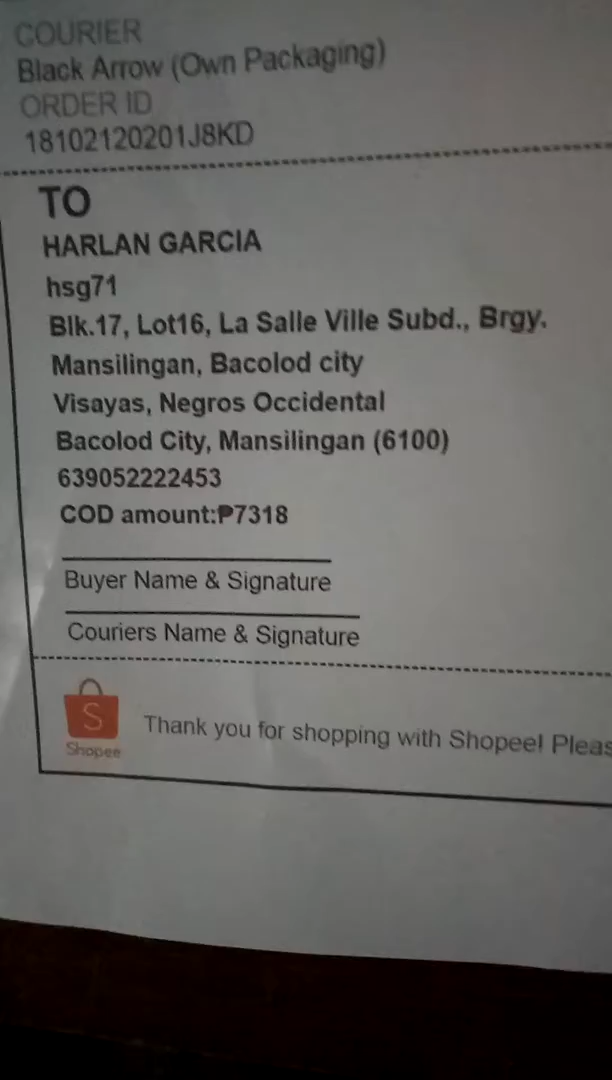 COURIER
Black Arrow (Own Packaging)
ORDER ID
18102120201J8KD
TO
HARLAN GARCIA
hsg71
Blk.17, Lot16, La Salle Ville Subd., Brgy.
Mansilingan, Bacolod city
Visayas, Negros Occidental
Bacolod City, Mansilingan (6100)
639052222453
COD amount:₱7318
Buyer Name & Signature
Couriers Name & Signature
S
Shopee
Thank you for shopping with Shopee! Pleas